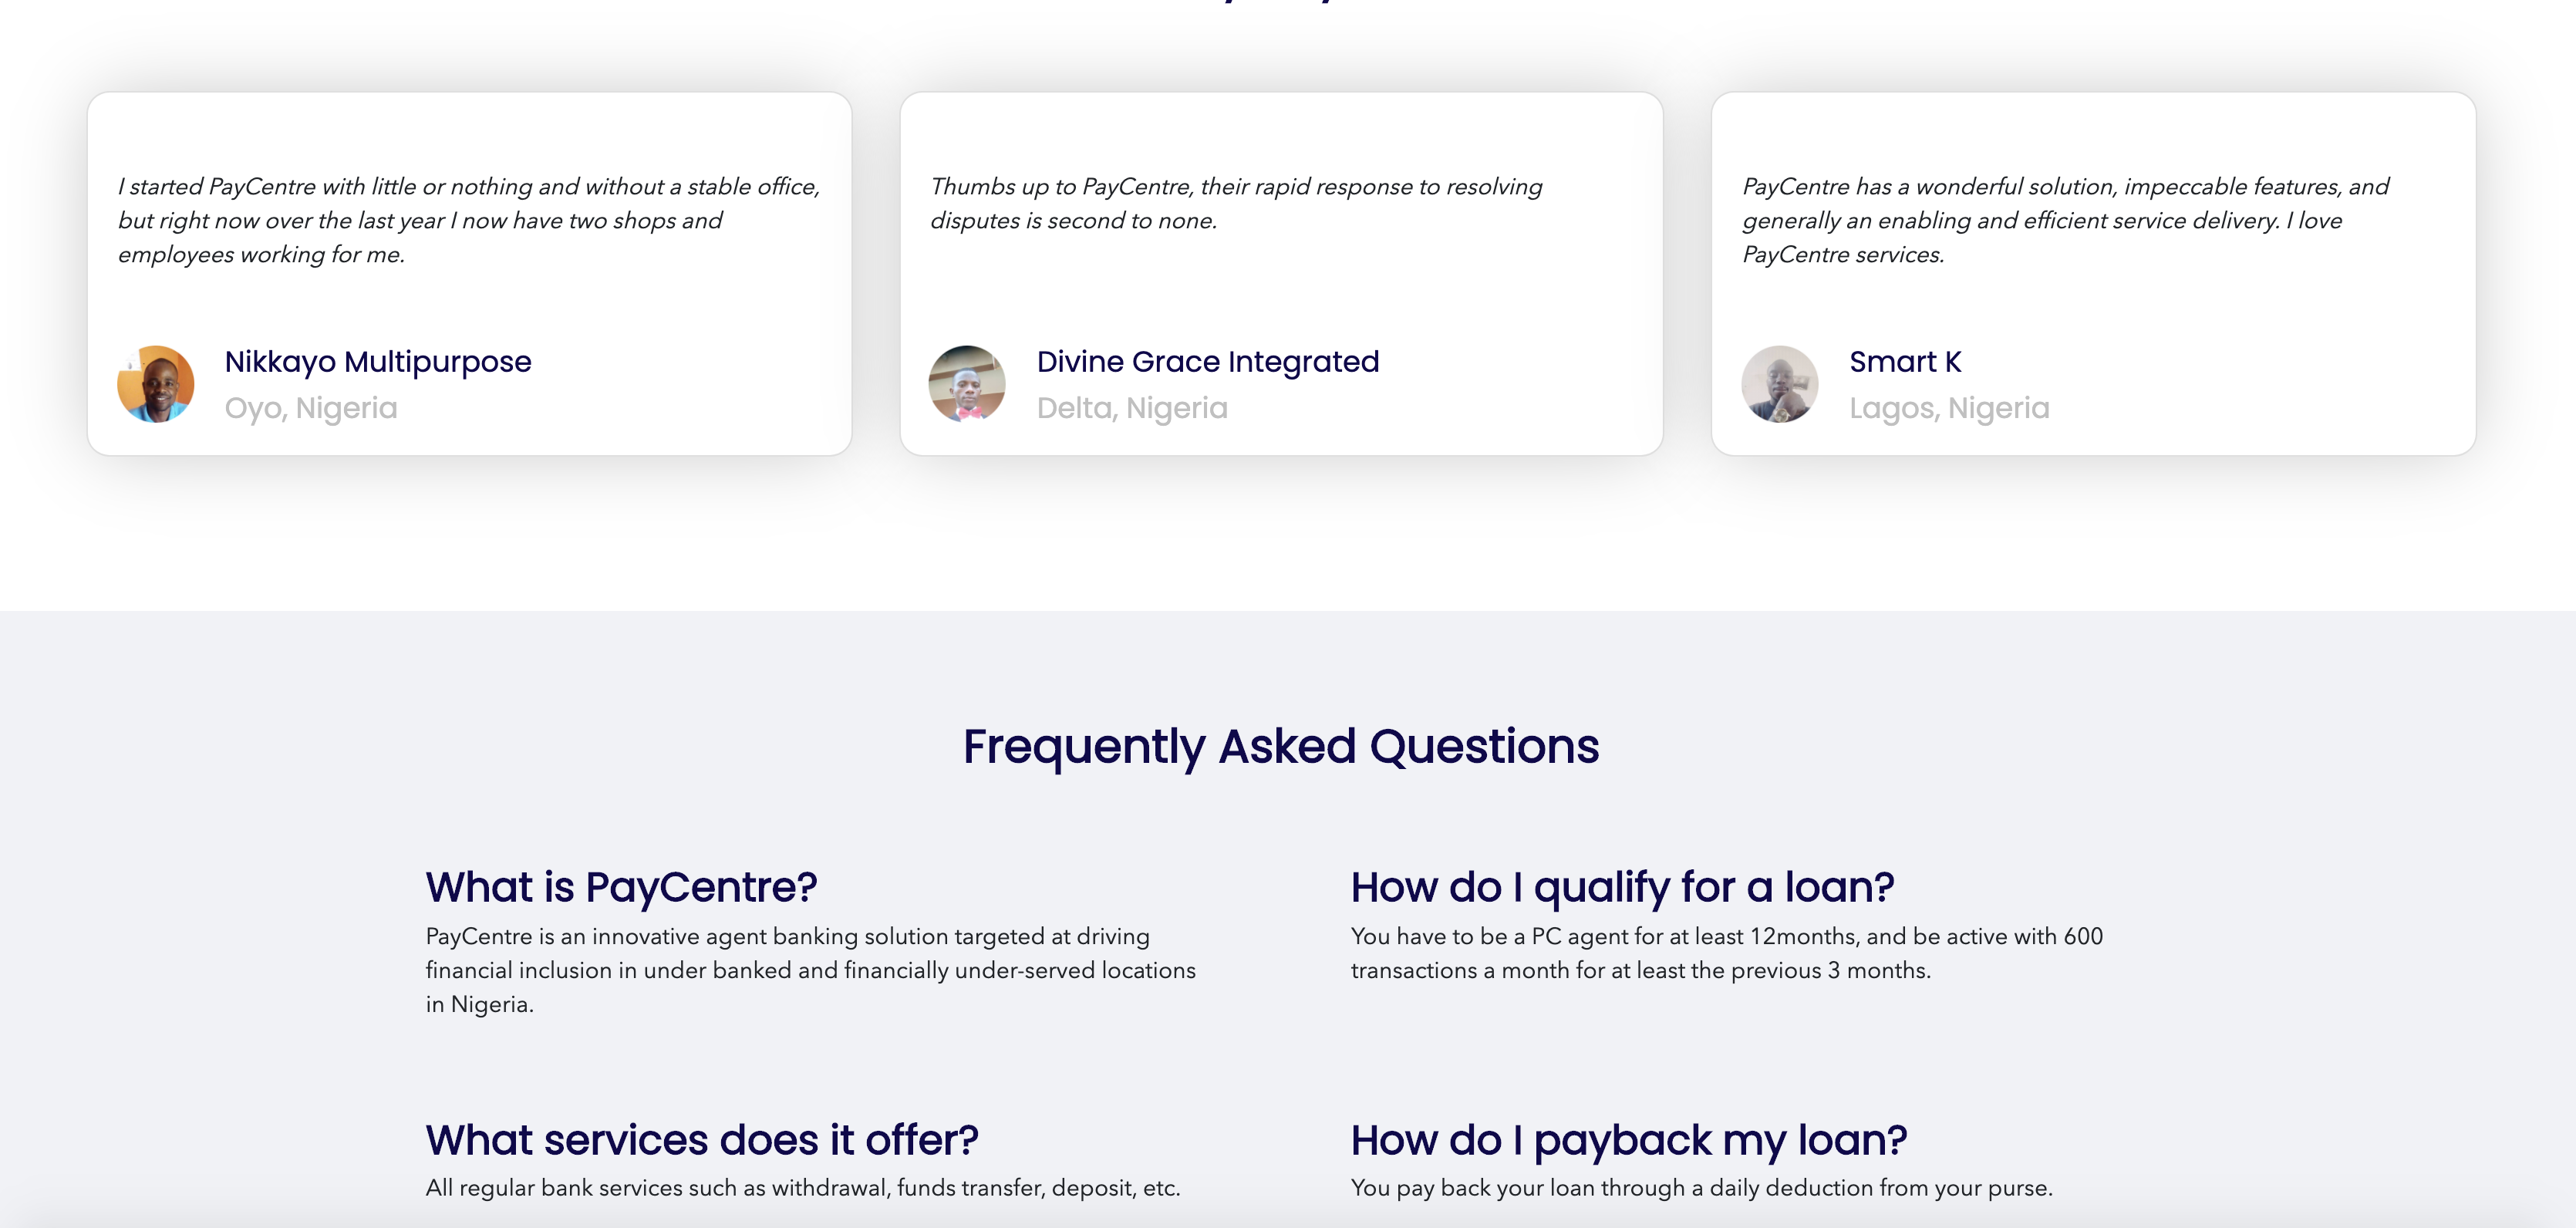 I started PayCentre with little or nothing and without a stable office,
but right now over the last year I now have two shops and
employees working for me.
Nikkayo Multipurpose
Oyo, Nigeria
Thumbs up to PayCentre, their rapid response to resolving
disputes is second to none.
Divine Grace Integrated
Delta, Nigeria
PayCentre has a wonderful solution, impeccable features, and
generally an enabling and efficient service delivery. I love
PayCentre services.
Smart K
Lagos, Nigeria
Frequently Asked Questions
What is PayCentre?
PayCentre is an innovative agent banking solution targeted at driving
financial inclusion in under banked and financially under-served locations
in Nigeria.
How do I qualify for a loan?
You have to be a PC agent for at least 12months, and be active with 600
transactions a month for at least the previous 3 months.
What services does it offer?
All regular bank services such as withdrawal, funds transfer, deposit, etc.
How do I payback my loan?
You pay back your loan through a daily deduction from your purse.